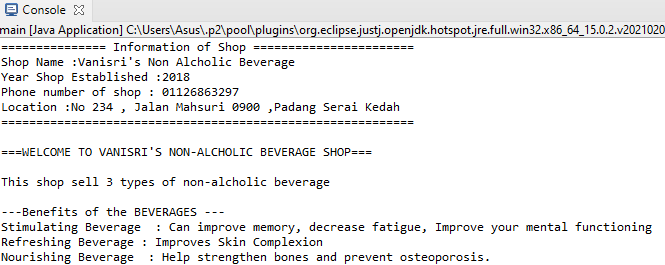 Console
main [Java Application] C:\Users\Asus\.p2\pool\plugins\org.eclipse.justj.openjdk.hotspot.jre.full.win32.x86_64_15.0.2.v2021020
=============== Information of Shop =======================
Shop Name :Vanisri's Non Alcholic Beverage
Year Shop Established :2018
Phone number of shop : 01126863297
Location :No 234 , Jalan Mahsuri 0900 ,Padang Serai Kedah
===========================================================
===WELCOME TO VANISRI'S NON-ALCHOLIC BEVERAGE SHOP===
This shop sell 3 types of non-alcholic beverage
---Benefits of the BEVERAGES ---
Stimulating Beverage  : Can improve memory, decrease fatigue, Improve your mental functioning
Refreshing Beverage : Improves Skin Complexion
Nourishing Beverage  : Help strengthen bones and prevent osteoporosis.